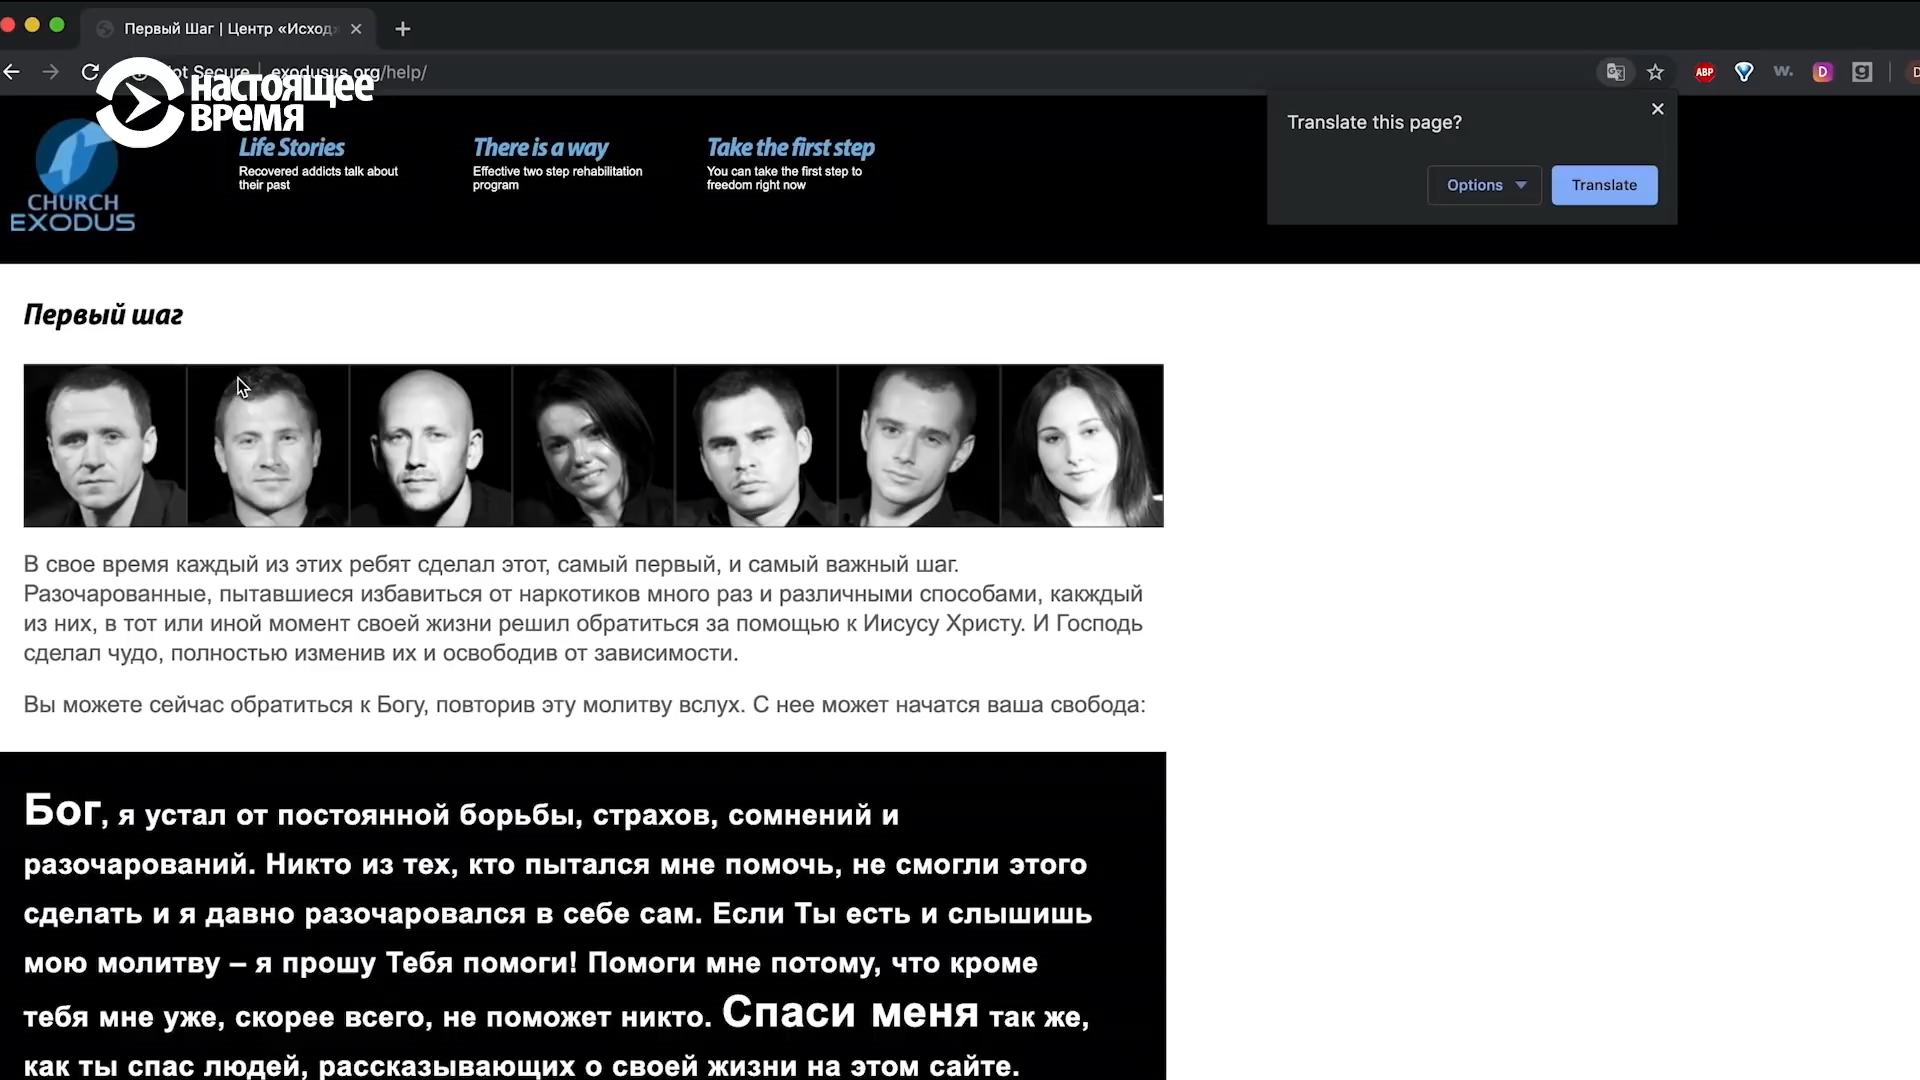 Первый Шаг | Центр «Исход
ot Secure | exodusus.org/help/
НАСТОЯЩЕЕ
ВРЕМЯ
ABP
w.
D
g
Translate this page?
Options
Translate
CHURCH
EXODUS
Life Stories
Recovered addicts talk about
their past
There is a way
Effective two step rehabilitation
program
Take the first step
You can take the first step to
freedom right now
Первый шаг
В свое время каждый из этих ребят сделал этот, самый первый, и самый важный шаг.
Разочарованные, пытавшиеся избавиться от наркотиков много раз и различными способами, какждый
из них, в тот или иной момент своей жизни решил обратиться за помощью к Иисусу Христу. И Господь
сделал чудо, полностью изменив их и освободив от зависимости.
Вы можете сейчас обратиться к Богу, повторив эту молитву вслух. С нее может начатся ваша свобода:
Бог, я устал от постоянной борьбы, страхов, сомнений и
разочарований. Никто из тех, кто пытался мне помочь, не смогли этого
сделать и я давно разочаровался в себе сам. Если Ты есть и слышишь
мою молитву – я прошу Тебя помоги! Помоги мне потому, что кроме
тебя мне уже, скорее всего, не поможет никто. Спаси меня так же,
как ты спас людей, рассказывающих о своей жизни на этом сайте.